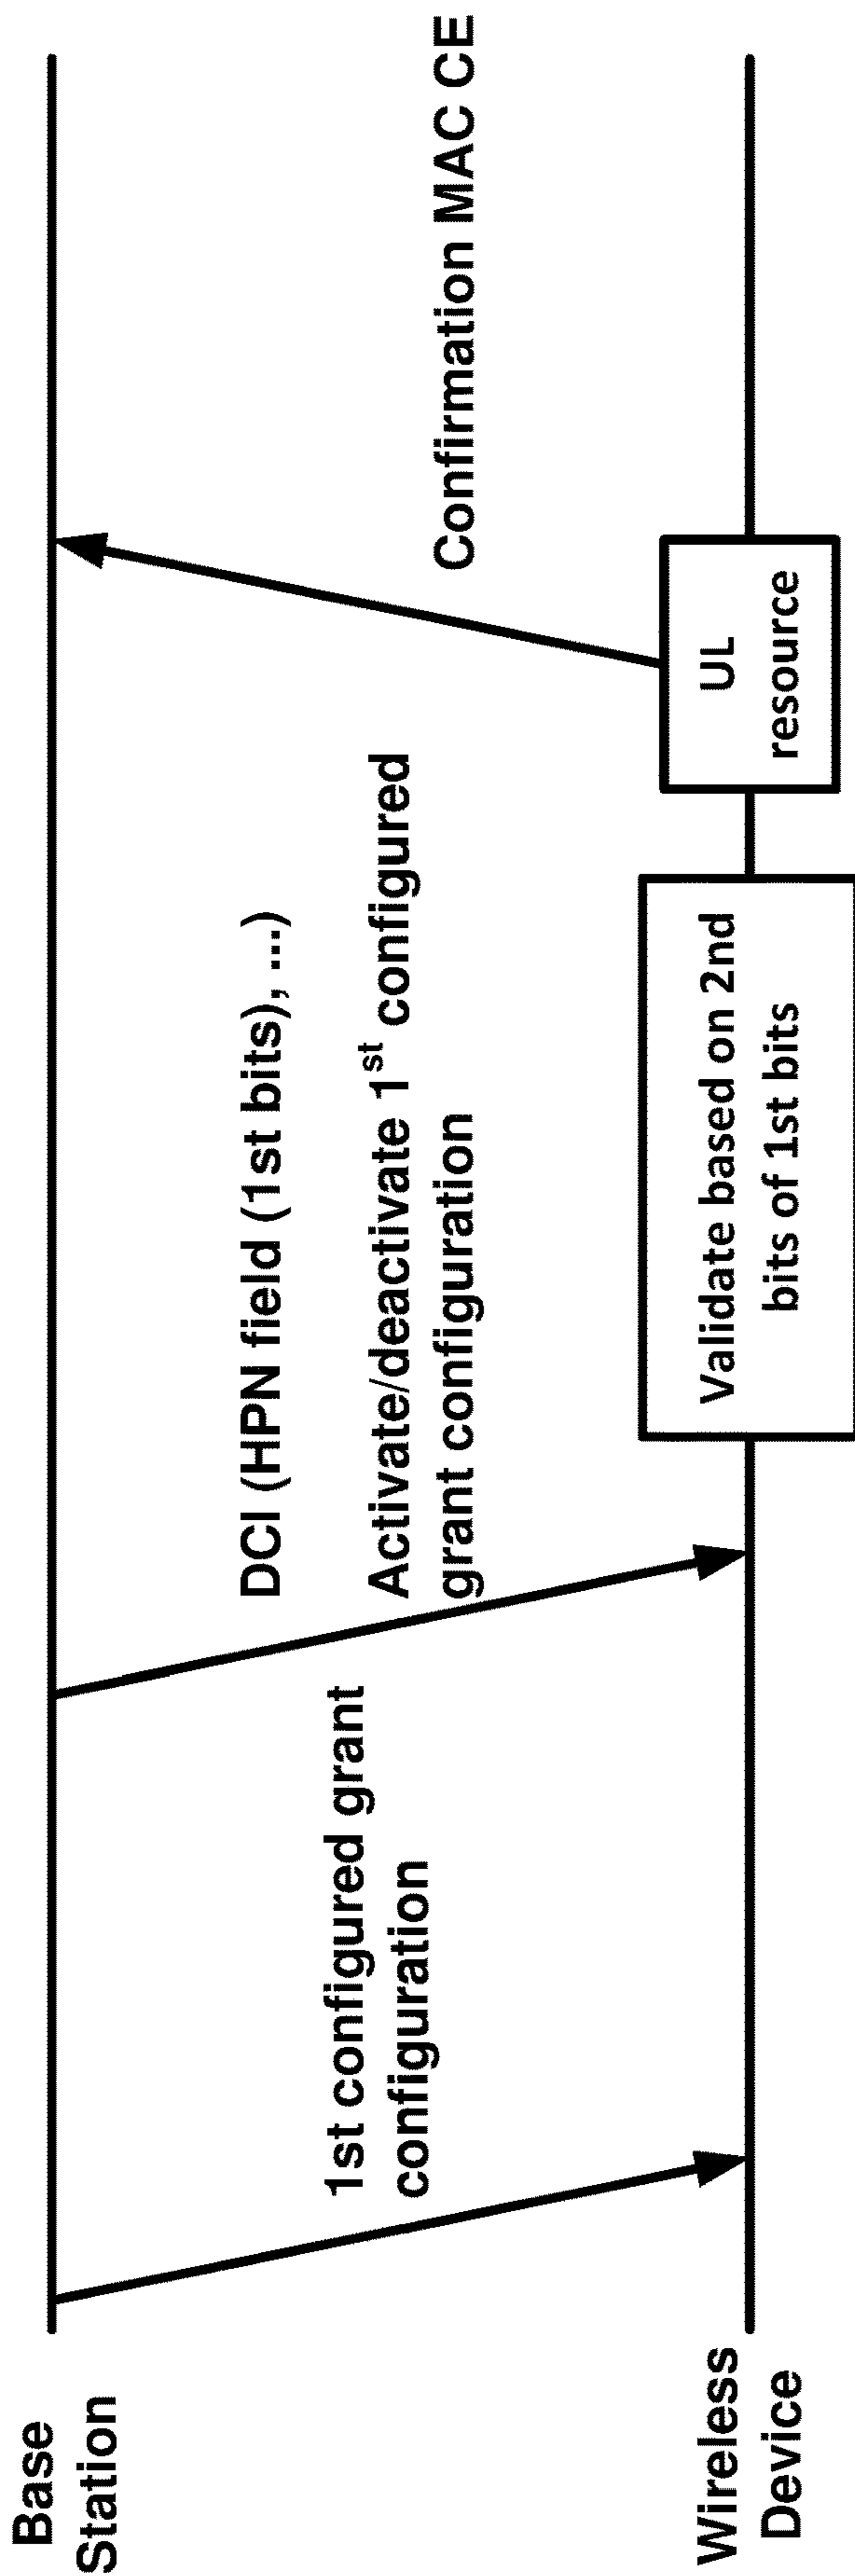 Base
Station
1st configured grant
configuration
DCI (HPN field (1st bits), ...)
Activate/deactivate 1st configured
grant configuration
Confirmation MAC CE
Wireless
Device
Validate based on 2nd
bits of 1st bits
UL
resource